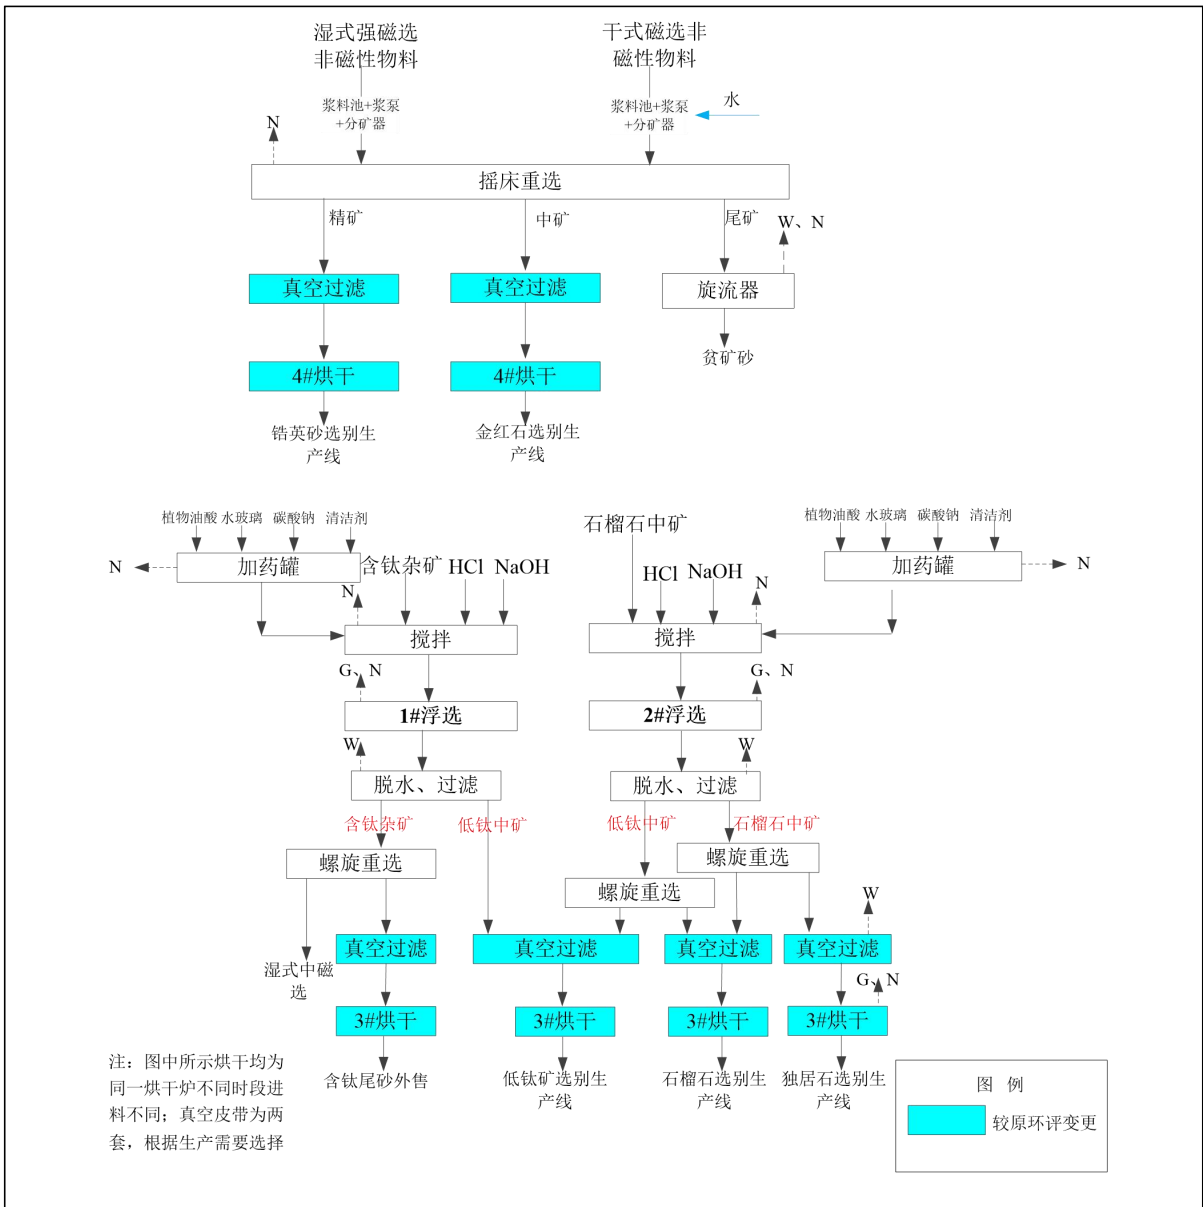 湿式强磁选
非磁性物料
干式磁选非
磁性物料
浆料池+浆泵
+分矿器
浆料池+浆泵
+分矿器
水
N
摇床重选
精矿
中矿
尾矿
W、N
真空过滤
真空过滤
旋流器
4#烘干
4#烘干
贫矿砂
锆英砂选别生
产线
金红石选别生
产线
植物油酸 水玻璃 碳酸钠 清洁剂
石榴石中矿
植物油酸 水玻璃 碳酸钠 清洁剂
N
加药罐
含钛杂矿
HCl
NaOH
HCl
NaOH
加药罐
N
N
搅拌
N
搅拌
G、N
1#浮选
G、N
2#浮选
W
脱水、过滤
W
脱水、过滤
含钛杂矿
低钛中矿
低钛中矿
石榴石中矿
螺旋重选
螺旋重选
螺旋重选
W
真空过滤
真空过滤
真空过滤
真空过滤
湿式中磁
选
G、N
3#烘干
3#烘干
3#烘干
3#烘干
含钛尾砂外售
低钛矿选别生
产线
石榴石选别生
产线
独居石选别生
产线
注：图中所示烘干均为
同一烘干炉不同时段进
料不同；真空皮带为两
套，根据生产需要选择
图 例
较原环评变更